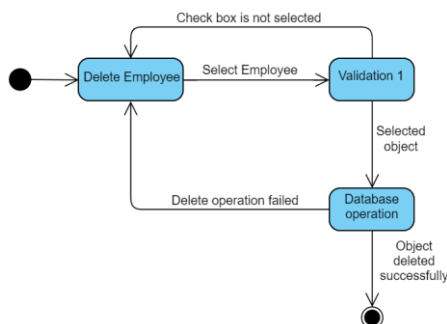 Check box is not selected
Delete Employee
Select Employee
Validation 1
Selected
object
Delete operation failed
Database
operation
Object
deleted
successfully